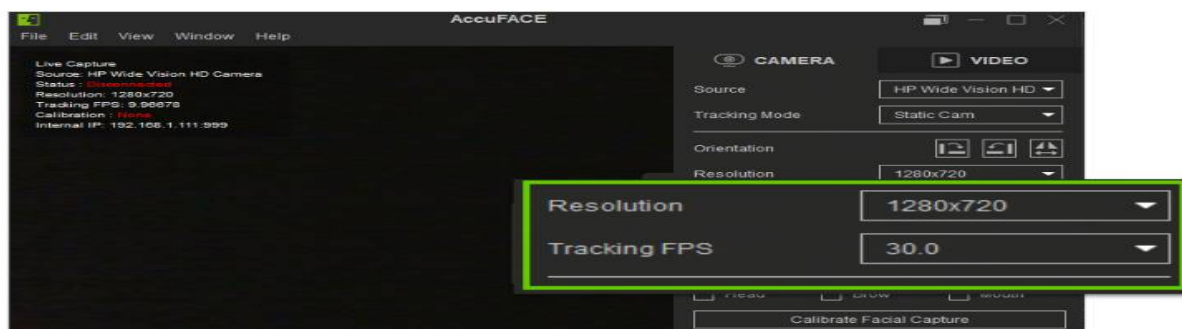 AccuFACE
File Edit View Window Help
Live Capture
Source: HP Wide Vision HD Camera
Status : Disconnected
Resolution: 1280x720
Tracking FPS: 9.96678
Calibration : None
Internal IP: 192.168.1.111:999
CAMERA VIDEO
Source HP Wide Vision HD
Tracking Mode Static Cam
Orientation
Resolution 1280x720
Resolution 1280x720
Tracking FPS 30.0
Head Brow Mouth
Calibrate Facial Capture